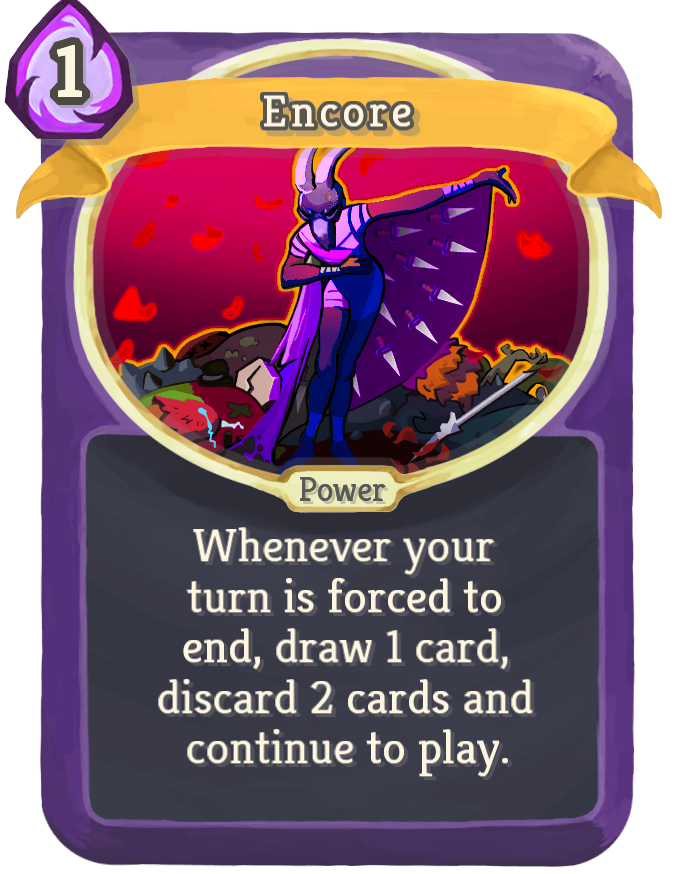 1
Encore
Power
Whenever your
turn is forced to
end, draw 1 card,
discard 2 cards and
continue to play.